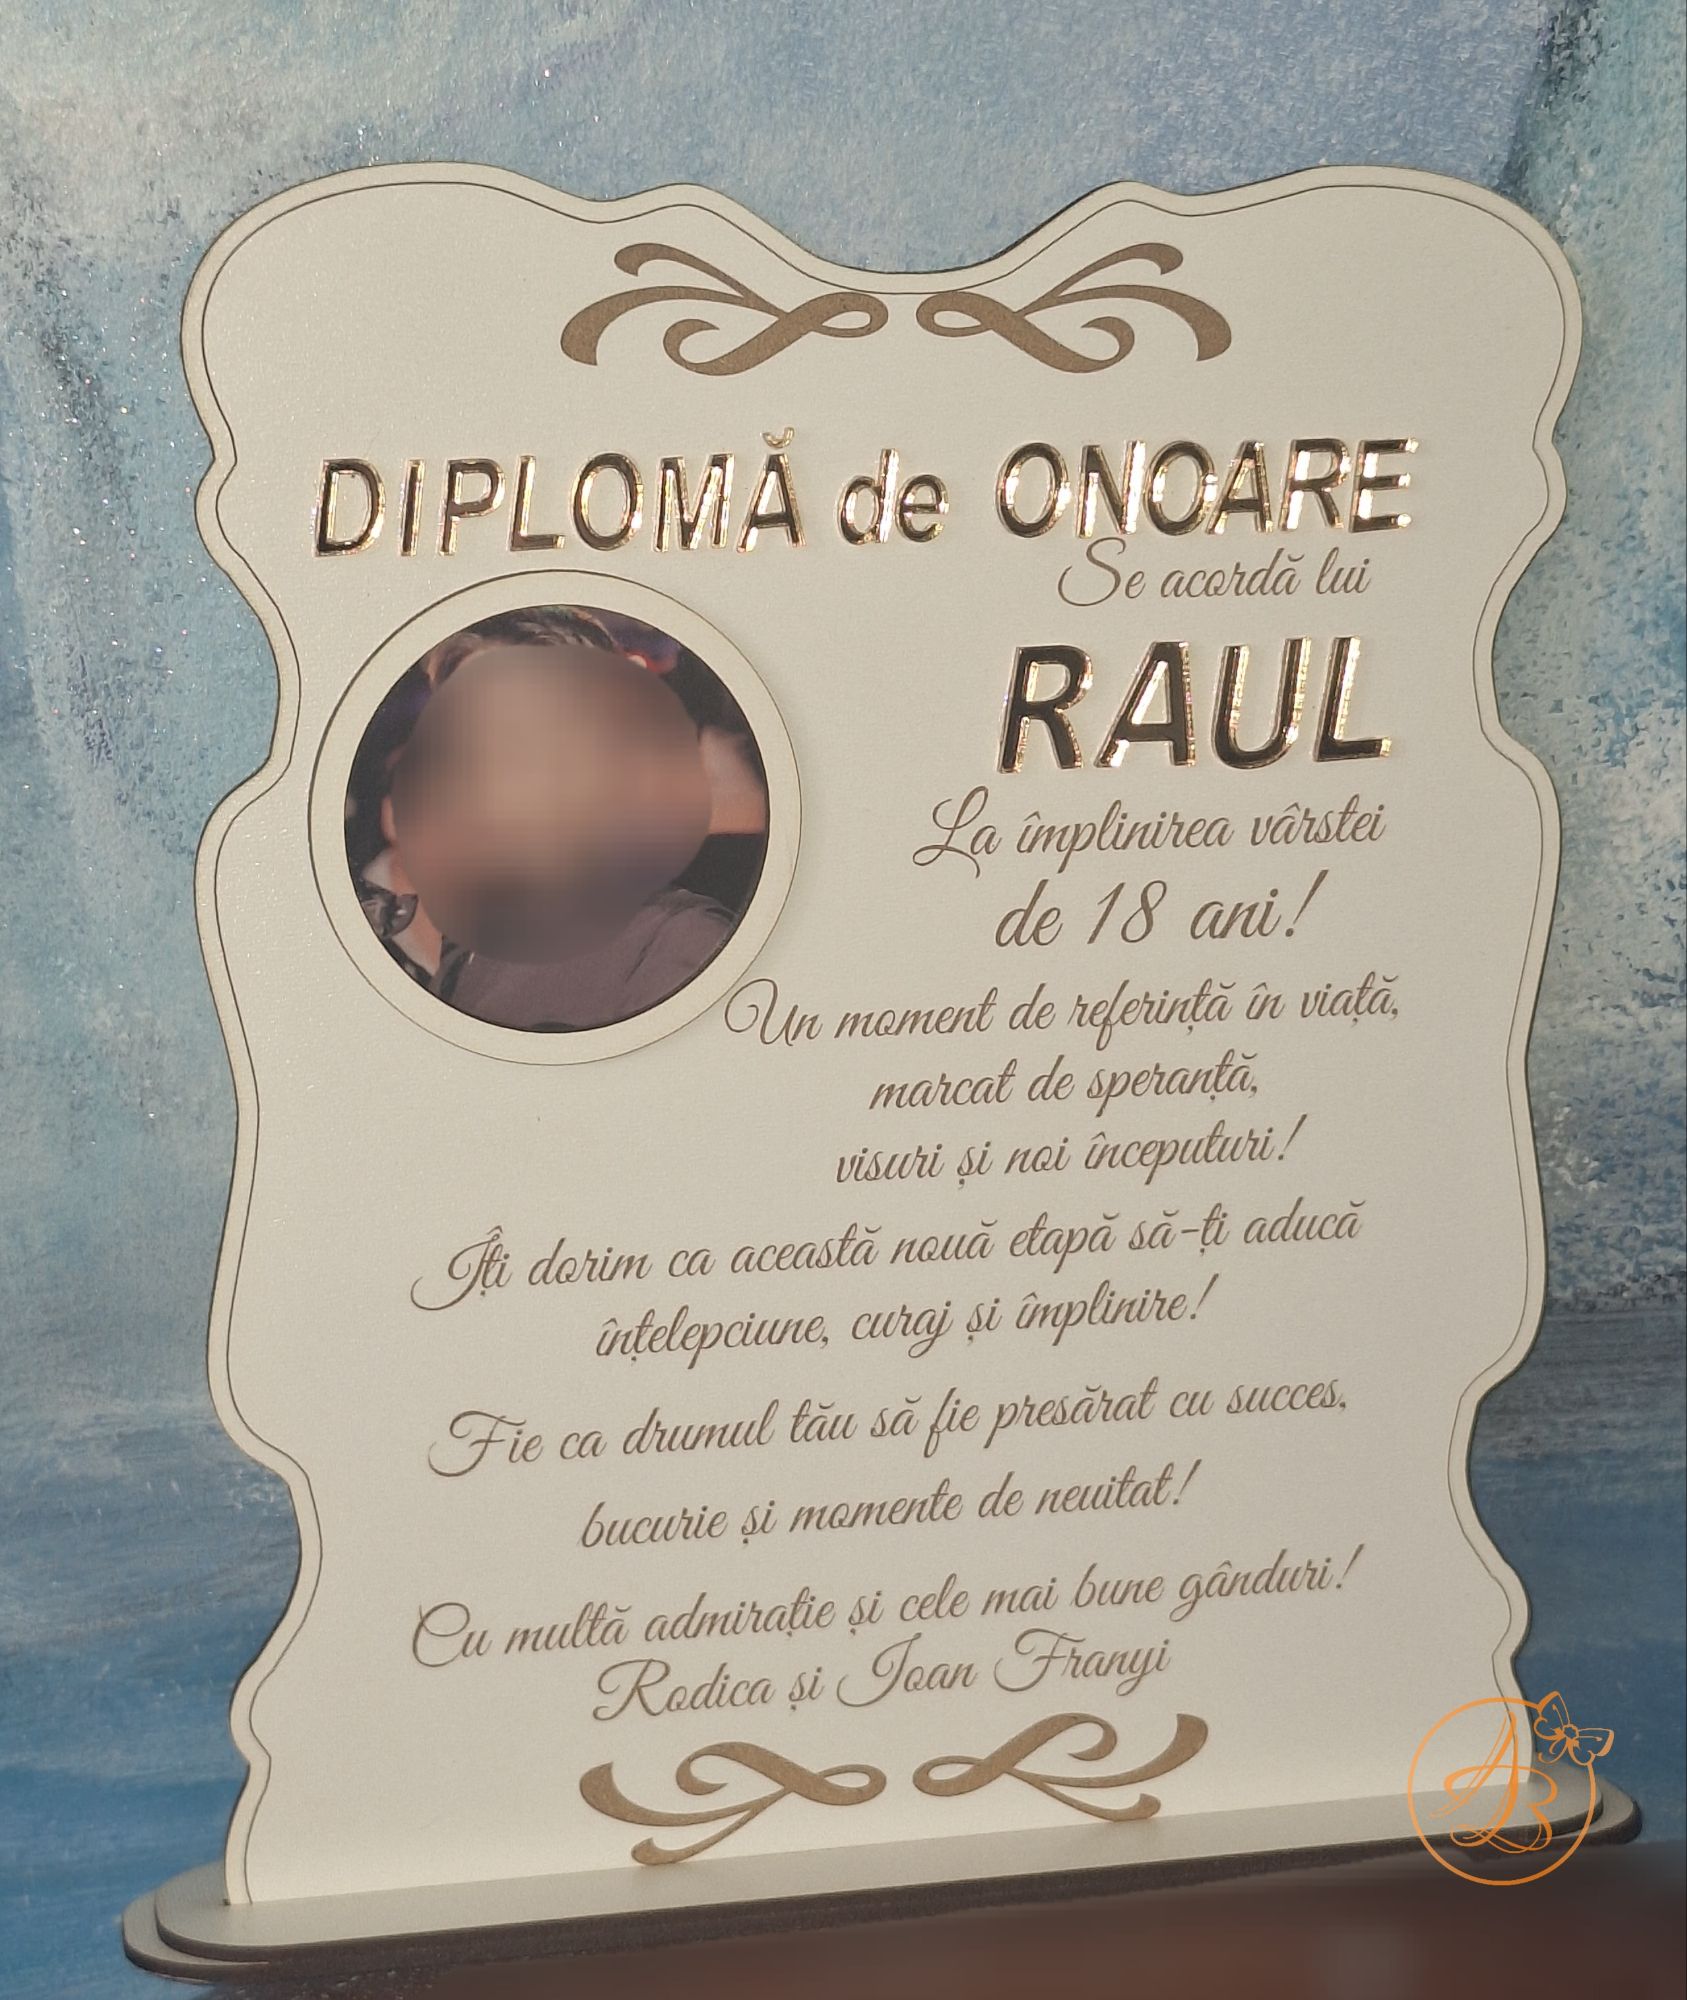 DIPLOMĂ de ONOARE
Se acordă lui
RAUL
La împlinirea vârstei
de 18 ani!
Un moment de referință în viață,
marcat de speranță,
visuri și noi începuturi!
Îți dorim ca această nouă etapă să-ți aducă
înțelepciune, curaj și împlinire!
Fie ca drumul tău să fie presărat cu succes,
bucurie și momente de neuitat!
Cu multă admirație și cele mai bune gânduri!
Rodica și Ioan Franyi